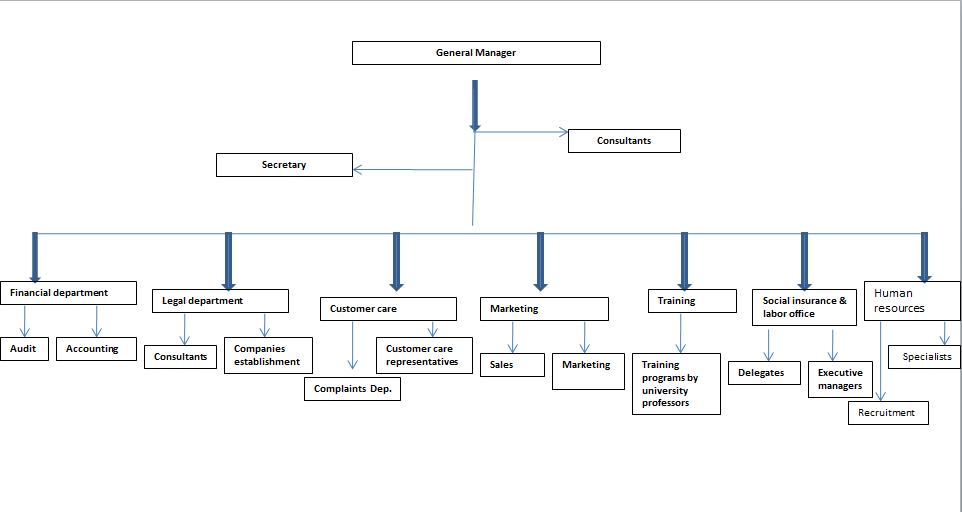 General Manager
Consultants
Secretary
Financial department
Legal department
Customer care
Marketing
Training
Social insurance &
labor office
Human
resources
Audit
Accounting
Consultants
Companies
establishment
Complaints Dep.
Customer care
representatives
Sales
Marketing
Training
programs by
university
professors
Delegates
Executive
managers
Recruitment
Specialists